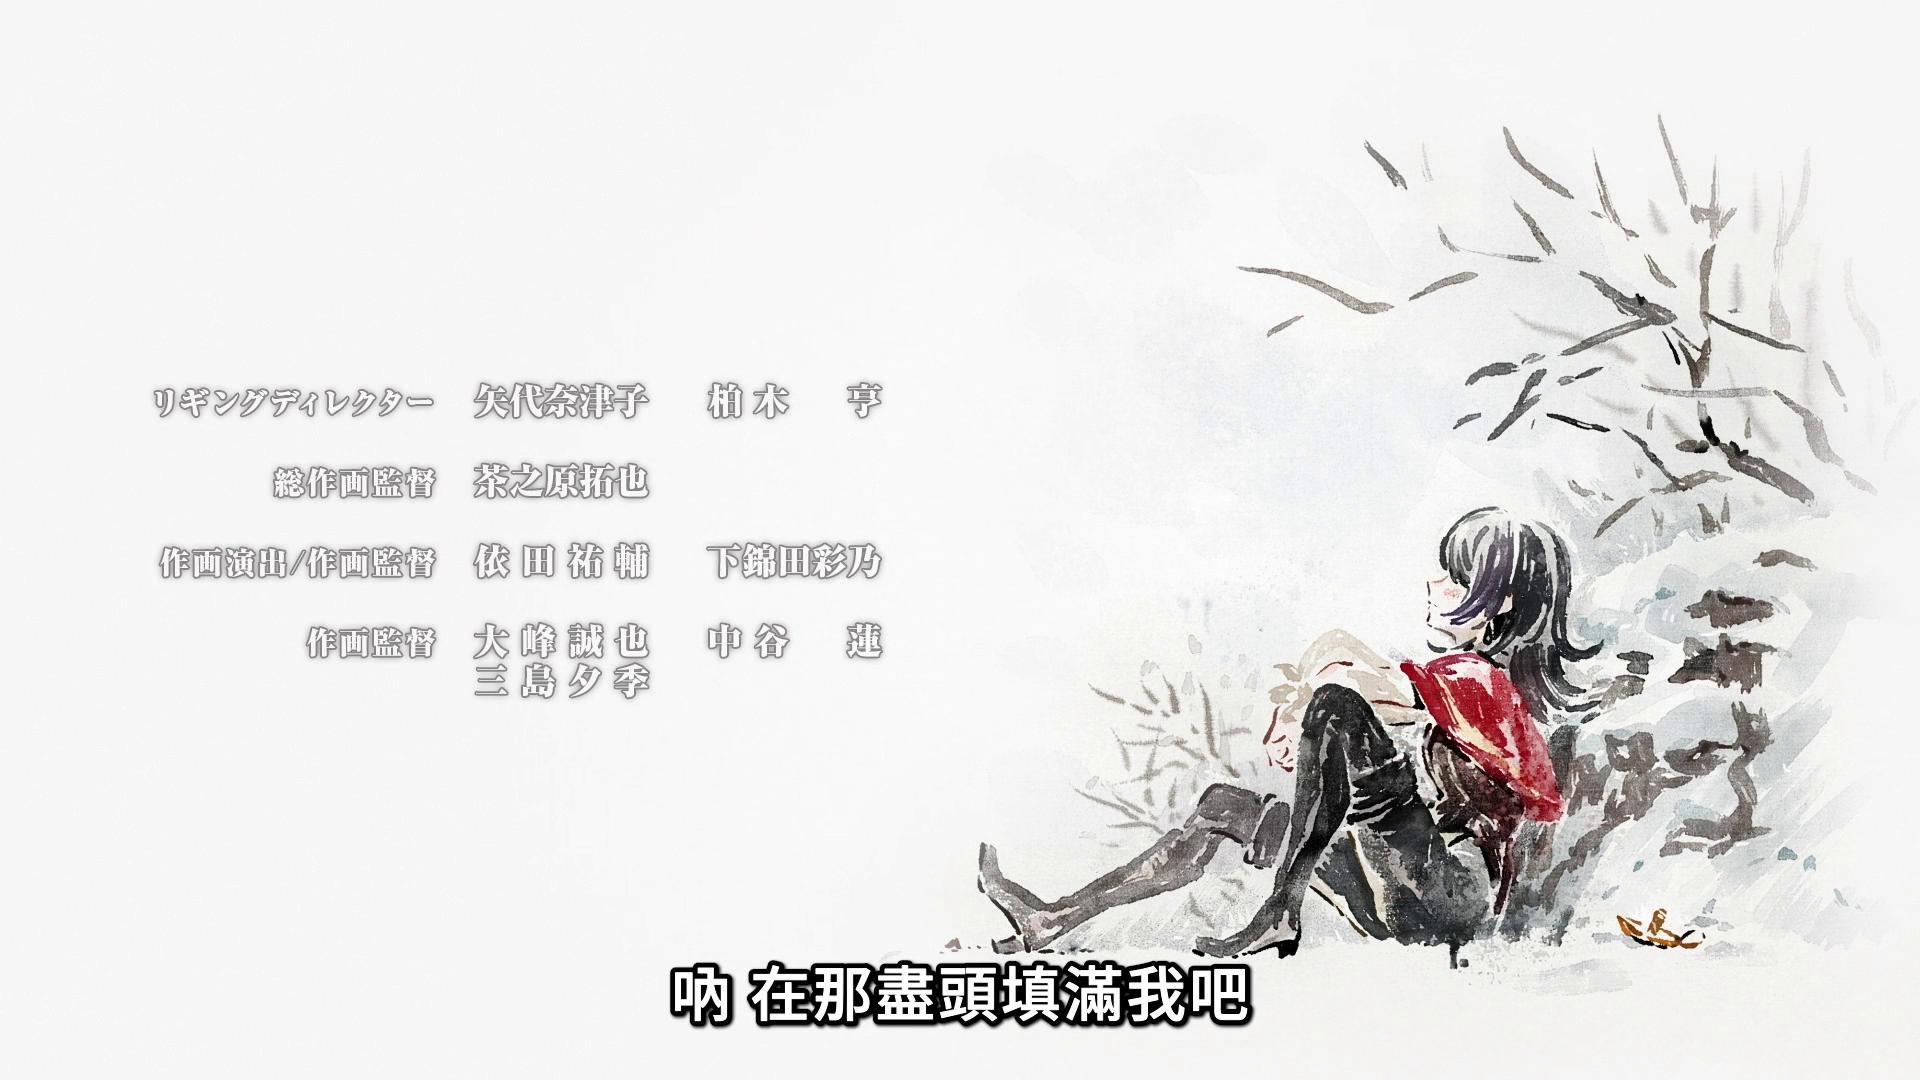 リギングディレクター 矢代奈津子 柏木 亨
総作画監督 茶之原拓也
作画演出/作画監督 依田祐輔 下錦田彩乃
作画監督 大峰誠也 中谷 蓮
三島夕季
吶 在那盡頭填滿我吧